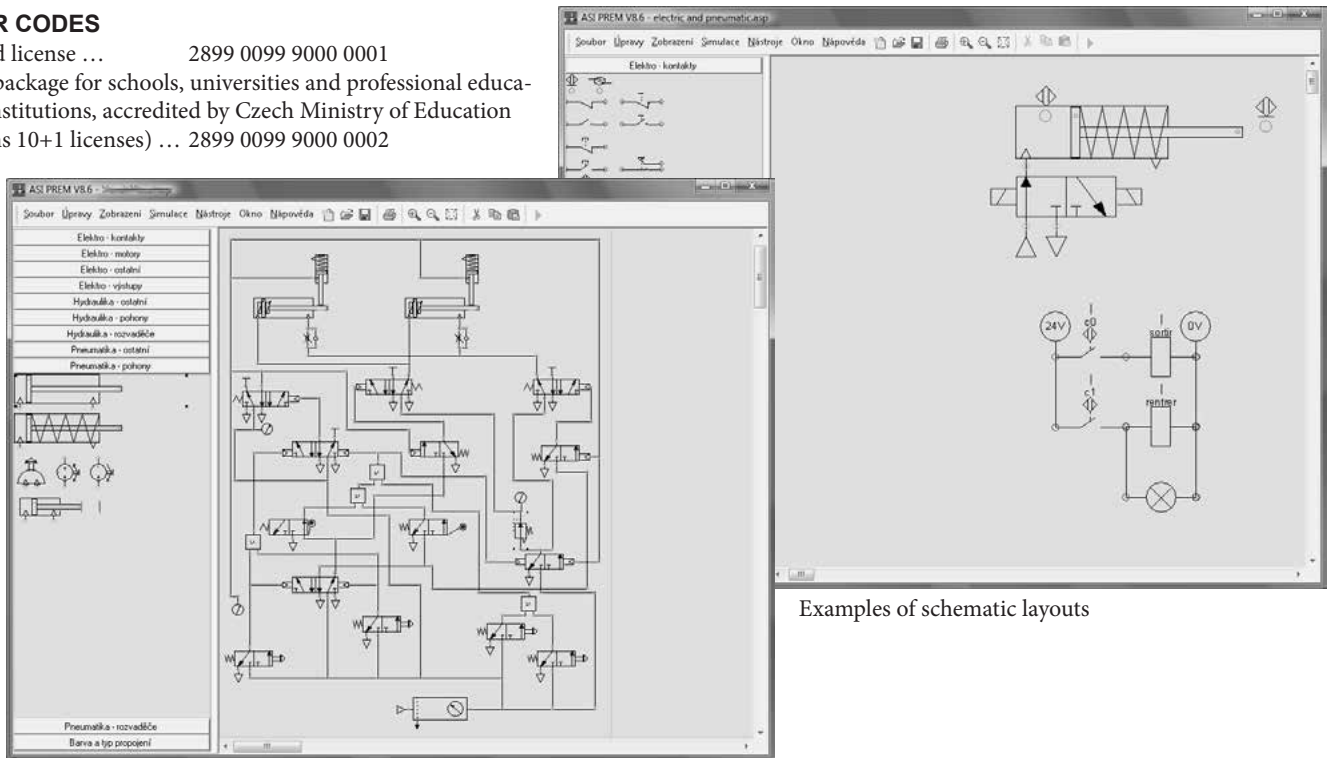 R CODES
d license … 2899 0099 9000 0001
package for schools, universities and professional educa-
nstitutions, accredited by Czech Ministry of Education
ns 10+1 licenses) … 2899 0099 9000 0002
ASI PREM V8.6 - electric and pneumatic.asp
Soubor Úpravy Zobrazení Simulace Nástroje Okno Nápověda
Elektro - kontakty
24V
c0
sortir
0V
c1
rentrer
ASI PREM V8.6 -
Soubor Úpravy Zobrazení Simulace Nástroje Okno Nápověda
Elektro - kontakty
Elektro - motory
Elektro - ostatní
Elektro - výstupy
Hydraulika - ostatní
Hydraulika - pohony
Hydraulika - rozvaděče
Pneumatika - ostatní
Pneumatika - pohony
Pneumatika - rozvaděče
Barva a typ propojení
Examples of schematic layouts